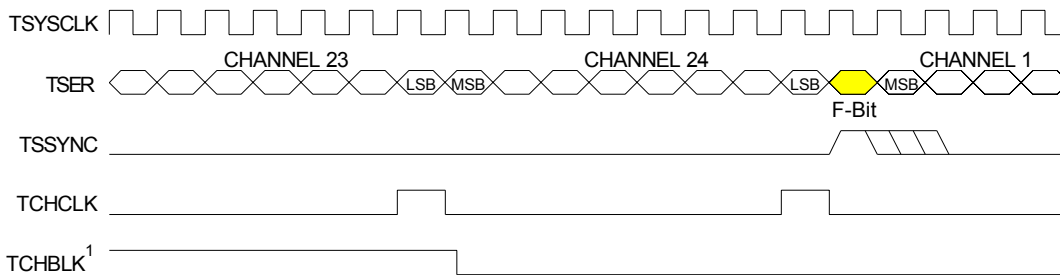 TSYSCLK
CHANNEL 23 CHANNEL 24 CHANNEL 1
TSER LSB MSB LSB MSB
F-Bit
TSSYNC
TCHCLK
TCHBLK1